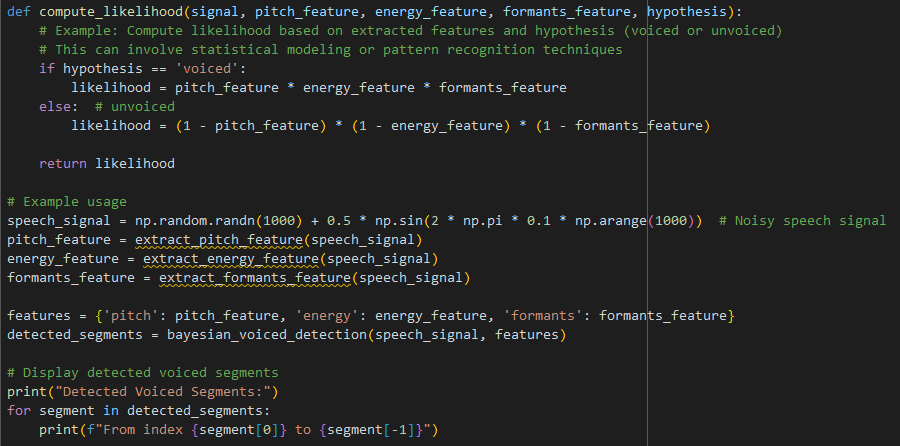 def compute_likelihood(signal, pitch_feature, energy_feature, formants_feature, hypothesis):
    # Example: Compute likelihood based on extracted features and hypothesis (voiced or unvoiced)
    # This can involve statistical modeling or pattern recognition techniques
    if hypothesis == 'voiced':
        likelihood = pitch_feature * energy_feature * formants_feature
    else:  # unvoiced
        likelihood = (1 - pitch_feature) * (1 - energy_feature) * (1 - formants_feature)

    return likelihood

# Example usage
speech_signal = np.random.randn(1000) + 0.5 * np.sin(2 * np.pi * 0.1 * np.arange(1000))  # Noisy speech signal
pitch_feature = extract_pitch_feature(speech_signal)
energy_feature = extract_energy_feature(speech_signal)
formants_feature = extract_formants_feature(speech_signal)

features = {'pitch': pitch_feature, 'energy': energy_feature, 'formants': formants_feature}
detected_segments = bayesian_voiced_detection(speech_signal, features)

# Display detected voiced segments
print("Detected Voiced Segments:")
for segment in detected_segments:
    print(f"From index {segment[0]} to {segment[-1]}")